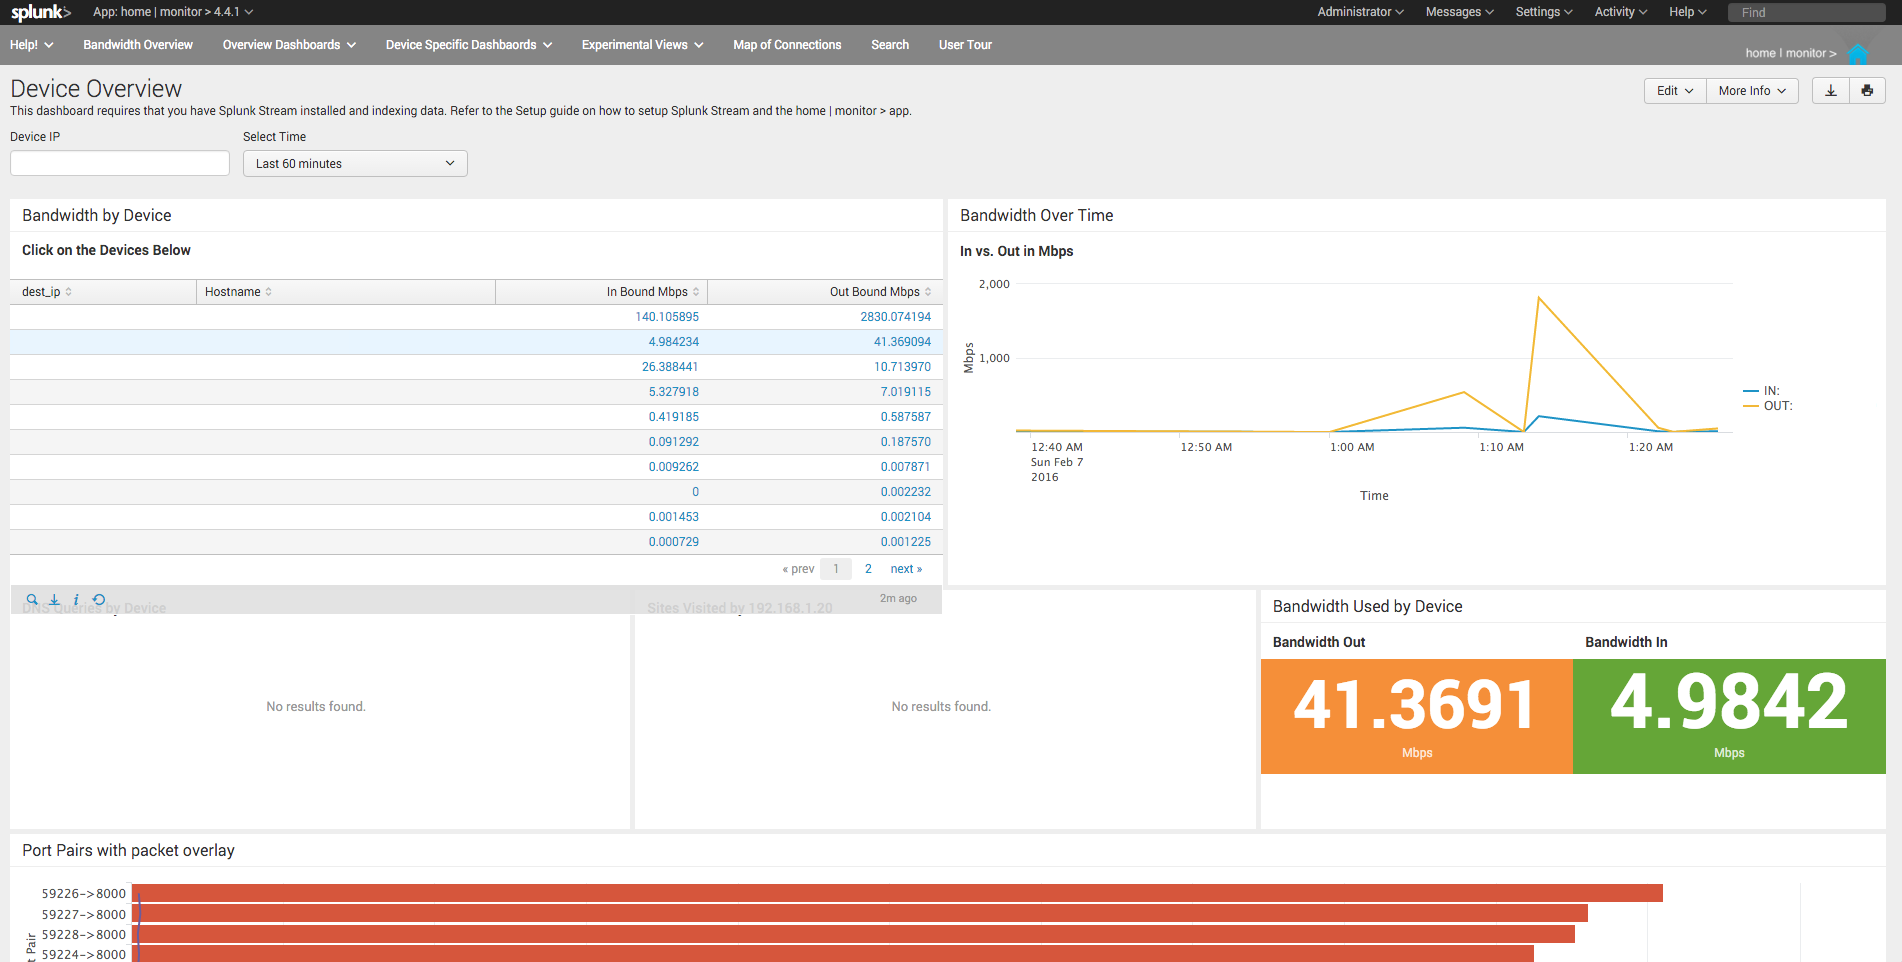 splunk> App: home | monitor > 4.4.1 Administrator Messages Settings Activity Help Find
Help! Bandwidth Overview Overview Dashboards Device Specific Dashbaords Experimental Views Map of Connections Search User Tour home | monitor >
Device Overview
Edit More Info
This dashboard requires that you have Splunk Stream installed and indexing data. Refer to the Setup guide on how to setup Splunk Stream and the home | monitor > app.
Device IP Select Time
Last 60 minutes
Bandwidth by Device
Click on the Devices Below
dest_ip Hostname In Bound Mbps Out Bound Mbps
140.105895 2830.074194
4.984234 41.369094
26.388441 10.713970
5.327918 7.019115
0.419185 0.587587
0.091292 0.187570
0.009262 0.007871
0 0.002232
0.001453 0.002104
0.000729 0.001225
« prev 1 2 next »
2m ago
Bandwidth Over Time
In vs. Out in Mbps
2,000
1,000
Mbps
IN:
OUT:
12:40 AM 12:50 AM 1:00 AM 1:10 AM 1:20 AM
Sun Feb 7
2016
Time
DNS Queries by Device
No results found.
Sites Visited by 192.168.1.20
No results found.
Bandwidth Used by Device
Bandwidth Out Bandwidth In
41.3691 4.9842
Mbps Mbps
Port Pairs with packet overlay
59226->8000
59227->8000
59228->8000
59224->8000
t Pair